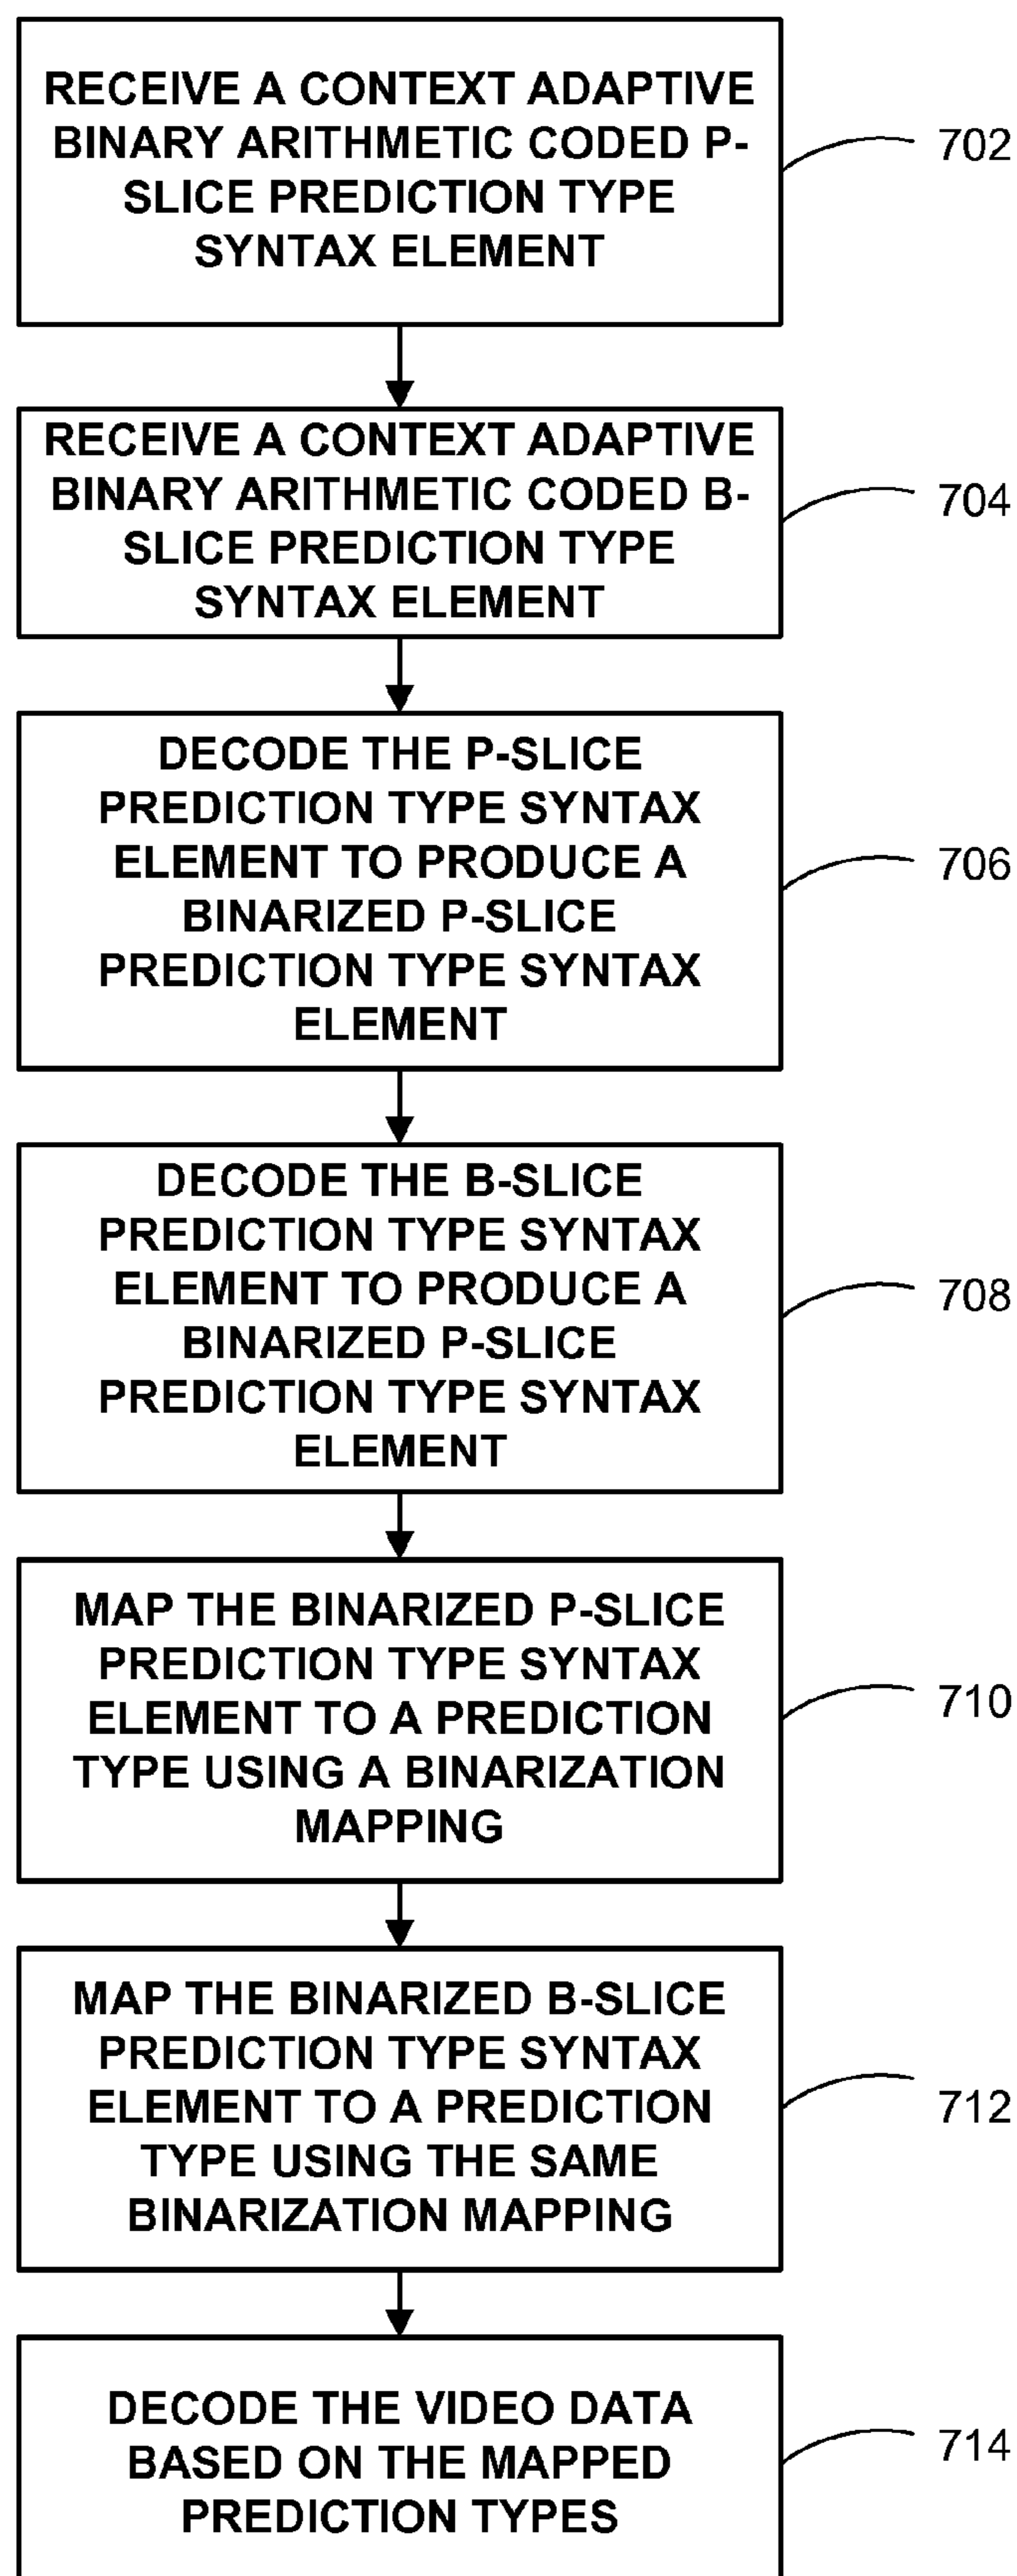 RECEIVE A CONTEXT ADAPTIVE
BINARY ARITHMETIC CODED P-
SLICE PREDICTION TYPE
SYNTAX ELEMENT
702
RECEIVE A CONTEXT ADAPTIVE
BINARY ARITHMETIC CODED B-
SLICE PREDICTION TYPE
SYNTAX ELEMENT
704
DECODE THE P-SLICE
PREDICTION TYPE SYNTAX
ELEMENT TO PRODUCE A
BINARIZED P-SLICE
PREDICTION TYPE SYNTAX
ELEMENT
706
DECODE THE B-SLICE
PREDICTION TYPE SYNTAX
ELEMENT TO PRODUCE A
BINARIZED P-SLICE
PREDICTION TYPE SYNTAX
ELEMENT
708
MAP THE BINARIZED P-SLICE
PREDICTION TYPE SYNTAX
ELEMENT TO A PREDICTION
TYPE USING A BINARIZATION
MAPPING
710
MAP THE BINARIZED B-SLICE
PREDICTION TYPE SYNTAX
ELEMENT TO A PREDICTION
TYPE USING THE SAME
BINARIZATION MAPPING
712
DECODE THE VIDEO DATA
BASED ON THE MAPPED
PREDICTION TYPES
714